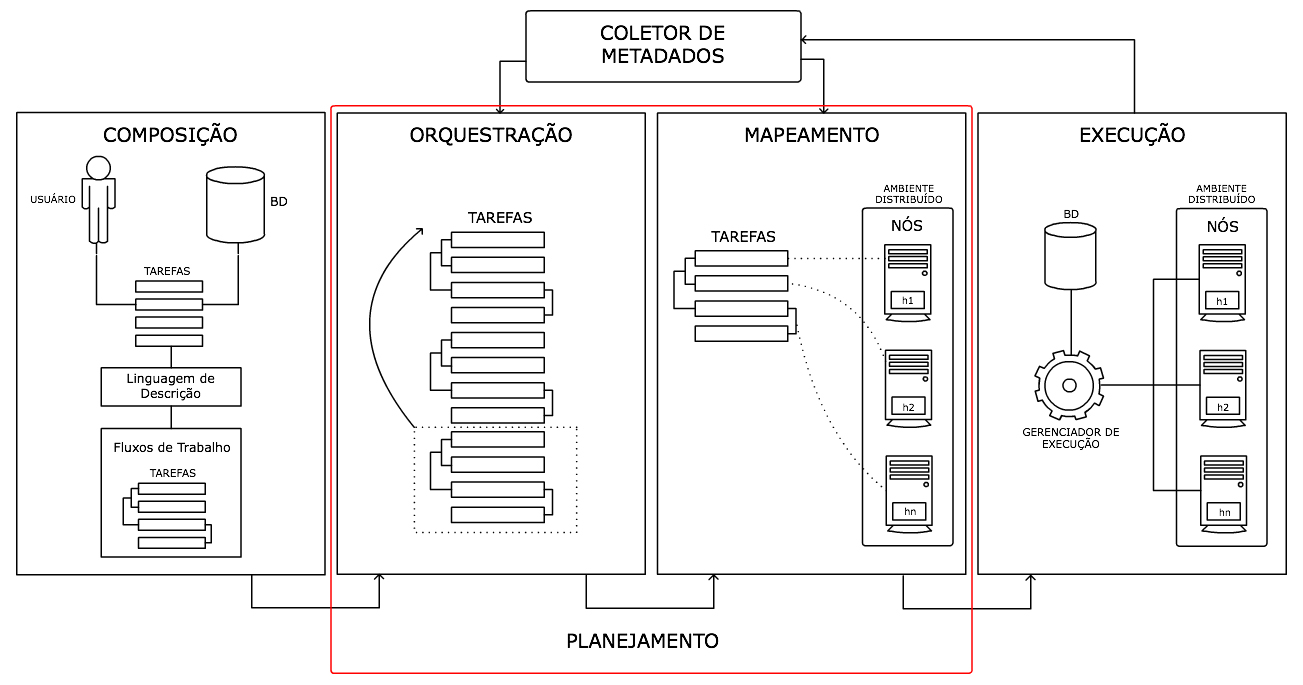 COLETOR DE
METADADOS
COMPOSIÇÃO
USUÁRIO
BD
TAREFAS
Linguagem de
Descrição
Fluxos de Trabalho
TAREFAS
ORQUESTRAÇÃO
TAREFAS
MAPEAMENTO
AMBIENTE
DISTRIBUÍDO
NÓS
TAREFAS
h1
h2
hn
EXECUÇÃO
AMBIENTE
DISTRIBUÍDO
BD
NÓS
h1
h2
hn
GERENCIADOR DE
EXECUÇÃO
PLANEJAMENTO